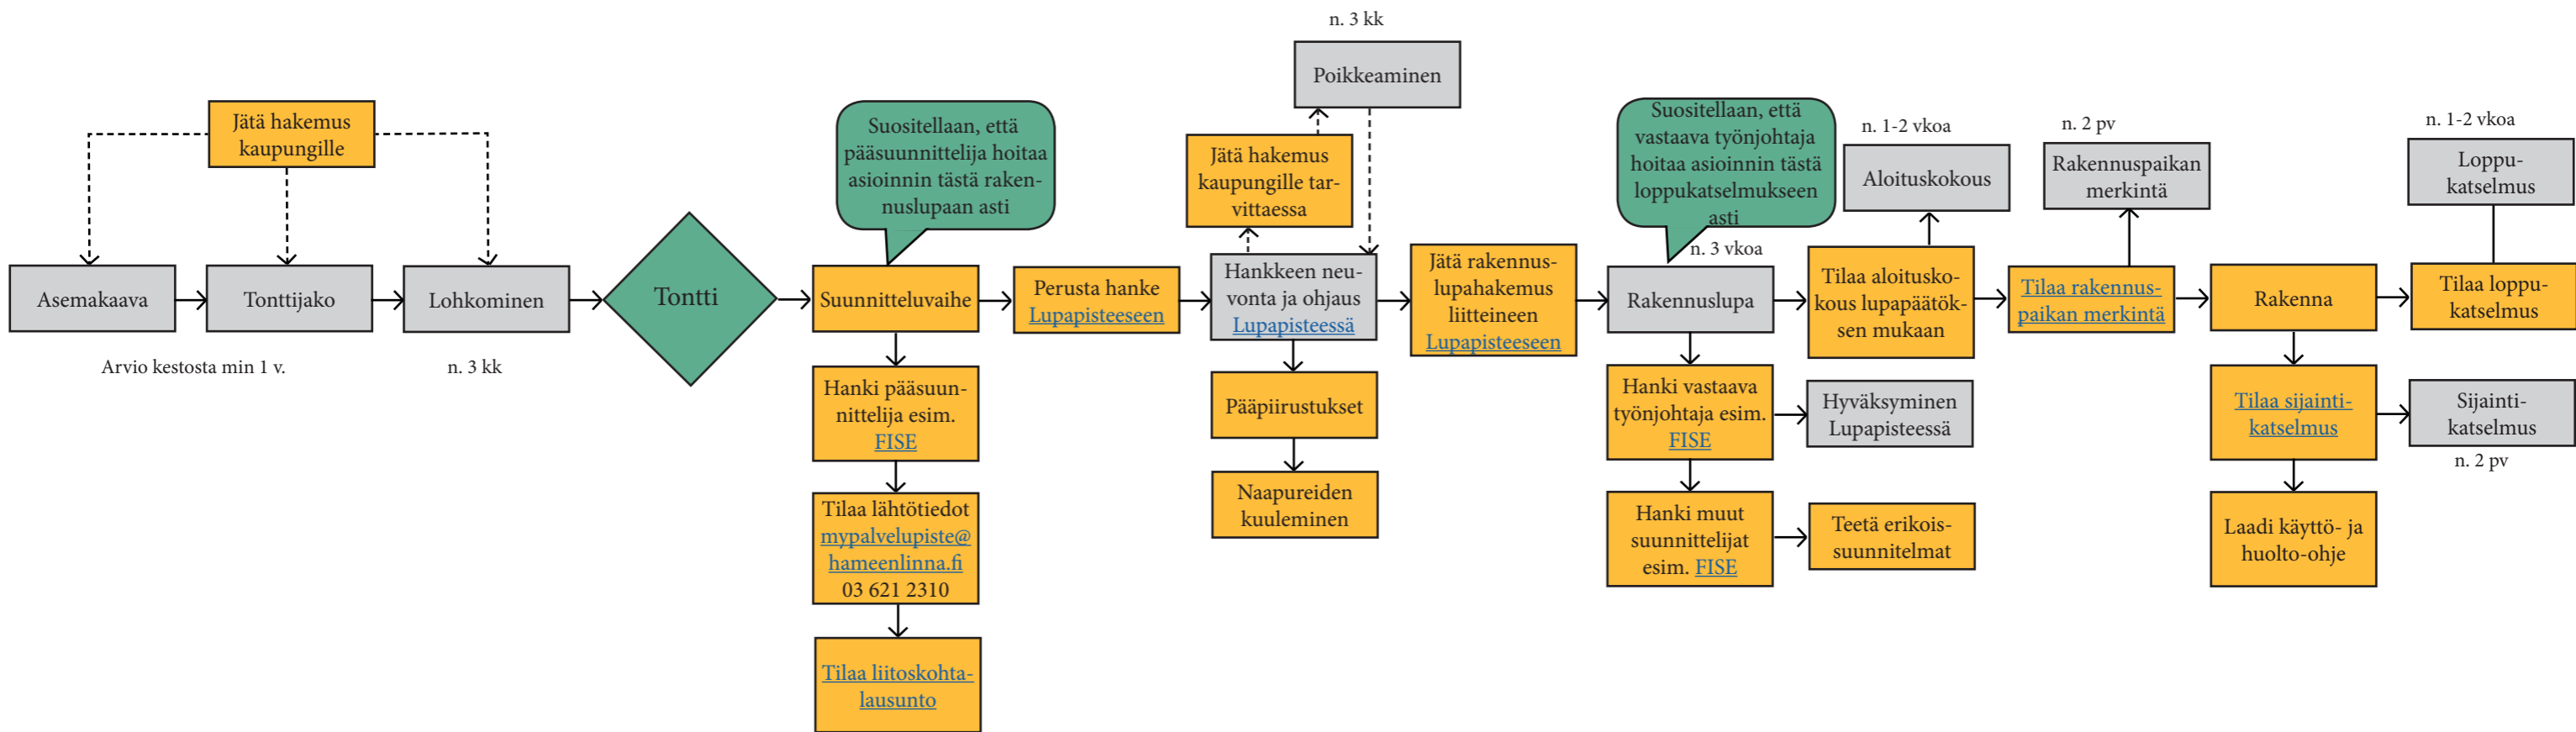 Jätä hakemus
kaupungille
Asemakaava
Tonttijako
Lohkominen
Arvio kestosta min 1 v.
n. 3 kk
Tontti
Suositellaan, että
pääsuunnittelija hoitaa
asioinnin tästä raken-
nuslupaan asti
Suunnitteluvaihe
Hanki pääsuun-
nittelija esim.
FISE
Tilaa lähtötiedot
mypalvelupiste@
hameenlinna.fi
03 621 2310
Tilaa liitoskohta-
lausunto
Perusta hanke
Lupapisteeseen
n. 3 kk
Poikkeaminen
Jätä hakemus
kaupungille tar-
vittaessa
Hankkeen neu-
vonta ja ohjaus
Lupapisteessä
Pääpiirustukset
Naapureiden
kuuleminen
Jätä rakennus-
lupahakemus
liitteineen
Lupapisteeseen
Suositellaan, että
vastaava työnjohtaja
hoitaa asioinnin tästä
loppukatselmukseen
asti
n. 3 vkoa
Rakennuslupa
Hanki vastaava
työnjohtaja esim.
FISE
Hyväksyminen
Lupapisteessä
Hanki muut
suunnittelijat
esim. FISE
Teetä erikois-
suunnitelmat
n. 1-2 vkoa
Aloituskokous
Tilaa aloitusko-
kous lupapäätök-
sen mukaan
n. 2 pv
Rakennuspaikan
merkintä
Tilaa rakennus-
paikan merkintä
Rakenna
Tilaa sijainti-
katselmus
Laadi käyttö- ja
huolto-ohje
n. 1-2 vkoa
Loppu-
katselmus
Tilaa loppu-
katselmus
Sijainti-
katselmus
n. 2 pv